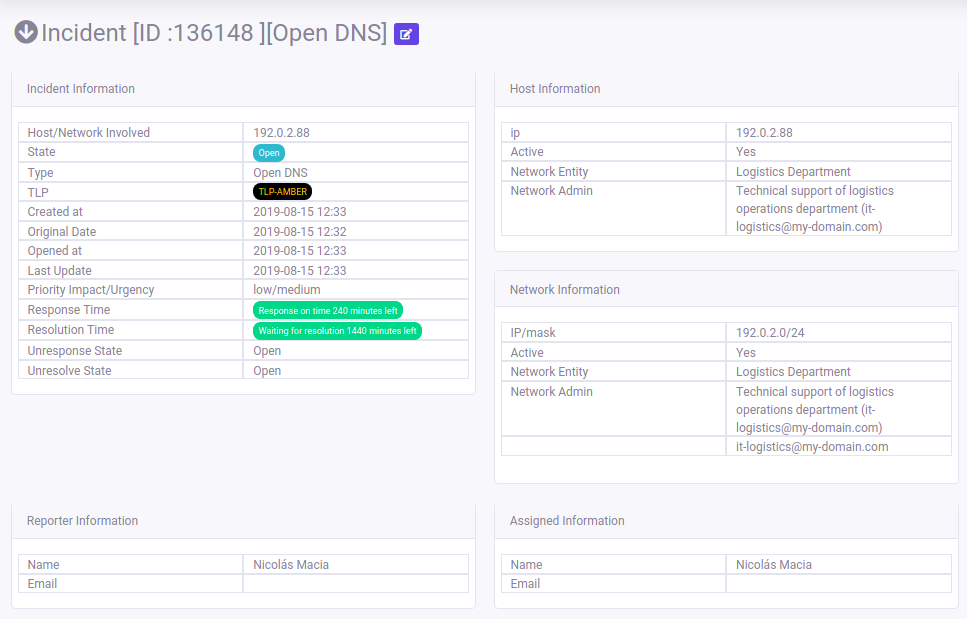 Incident [ID :136148 ][Open DNS]
Incident Information
Host/Network Involved 192.0.2.88
State Open
Type Open DNS
TLP TLP-AMBER
Created at 2019-08-15 12:33
Original Date 2019-08-15 12:32
Opened at 2019-08-15 12:33
Last Update 2019-08-15 12:33
Priority Impact/Urgency low/medium
Response Time Response on time 240 minutes left
Resolution Time Waiting for resolution 1440 minutes left
Unresponse State Open
Unresolve State Open
Host Information
ip 192.0.2.88
Active Yes
Network Entity Logistics Department
Network Admin Technical support of logistics
operations department (it-
logistics@my-domain.com)
Network Information
IP/mask 192.0.2.0/24
Active Yes
Network Entity Logistics Department
Network Admin Technical support of logistics
operations department (it-
logistics@my-domain.com)
it-logistics@my-domain.com
Reporter Information
Name Nicolás Macia
Email
Assigned Information
Name Nicolás Macia
Email